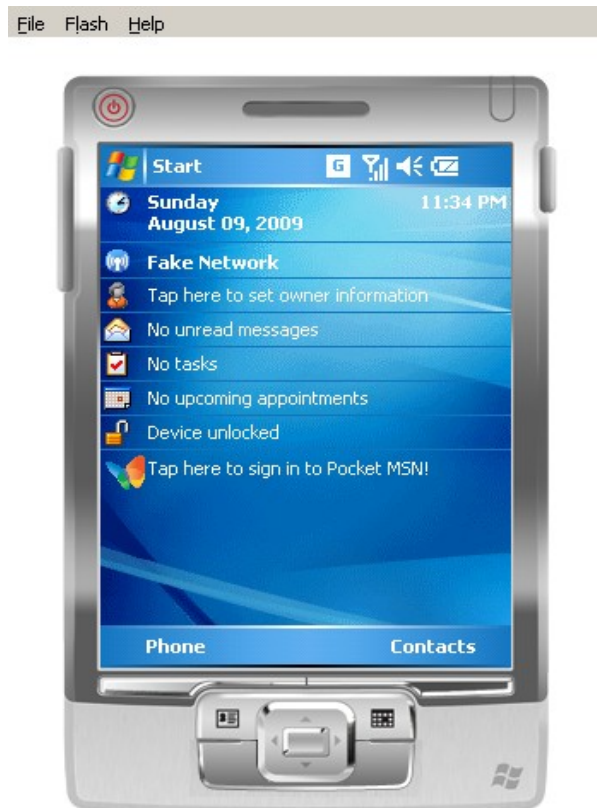 File Flash Help
Start G
Sunday 11:34 PM
August 09, 2009
Fake Network
Tap here to set owner information
No unread messages
No tasks
No upcoming appointments
Device unlocked
Tap here to sign in to Pocket MSN!
Phone Contacts